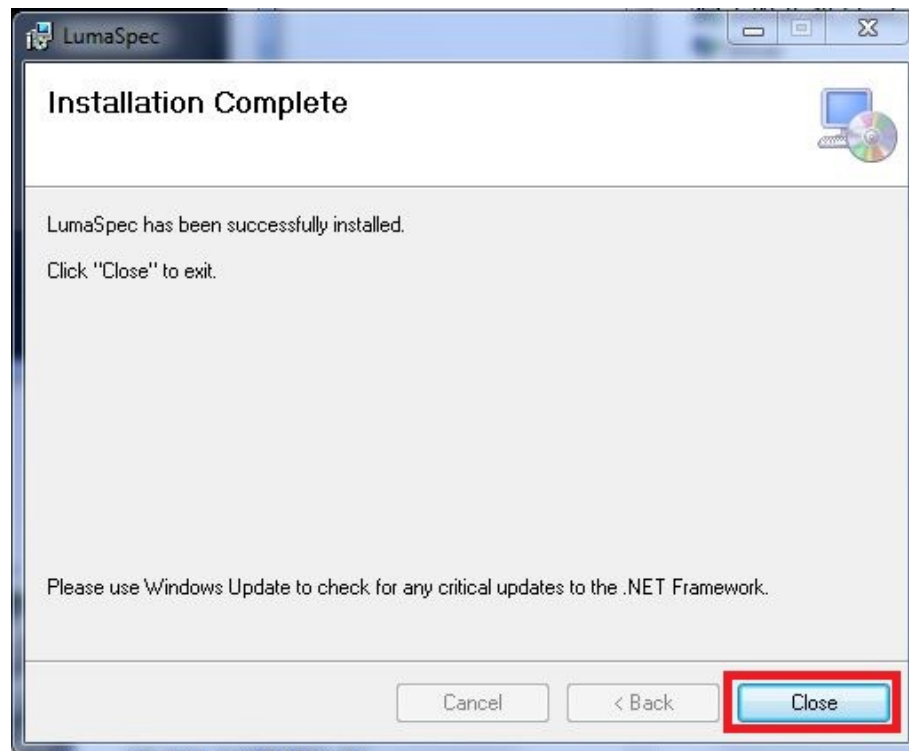 LumaSpec
Installation Complete
LumaSpec has been successfully installed.
Click "Close" to exit.
Please use Windows Update to check for any critical updates to the .NET Framework.
Cancel
< Back
Close